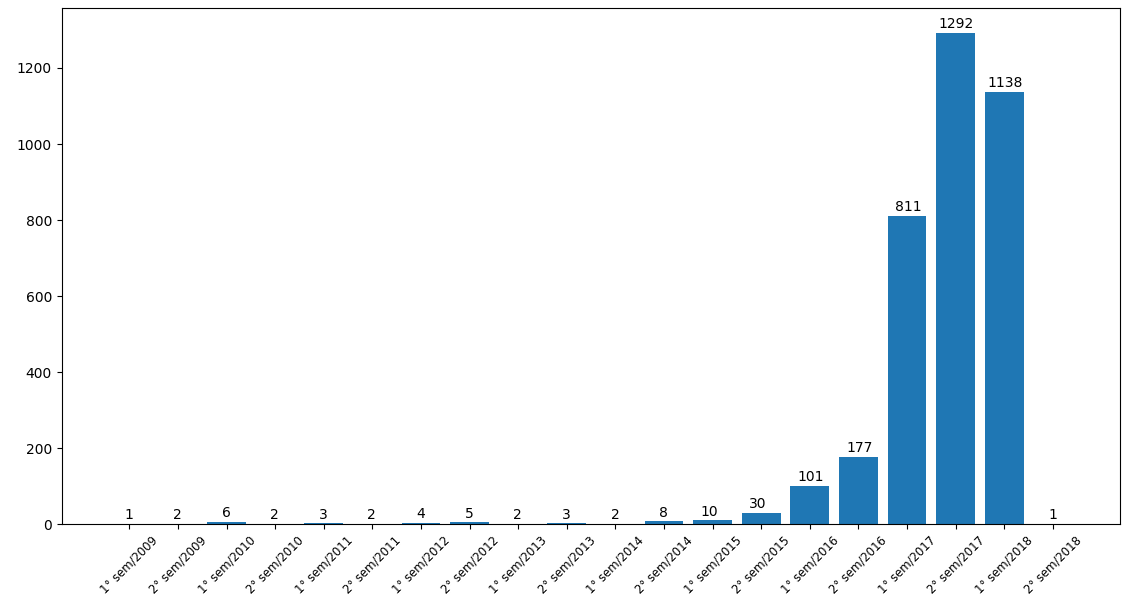 1292
1200
1138
1000
811
800
600
400
200
177
101
30
1
2
6
2
3
2
4
5
2
3
2
8
10
1
0
1° sem/2009
2° sem/2009
1° sem/2010
2° sem/2010
1° sem/2011
2° sem/2011
1° sem/2012
2° sem/2012
1° sem/2013
2° sem/2013
1° sem/2014
2° sem/2014
1° sem/2015
2° sem/2015
1° sem/2016
2° sem/2016
1° sem/2017
2° sem/2017
1° sem/2018
2° sem/2018